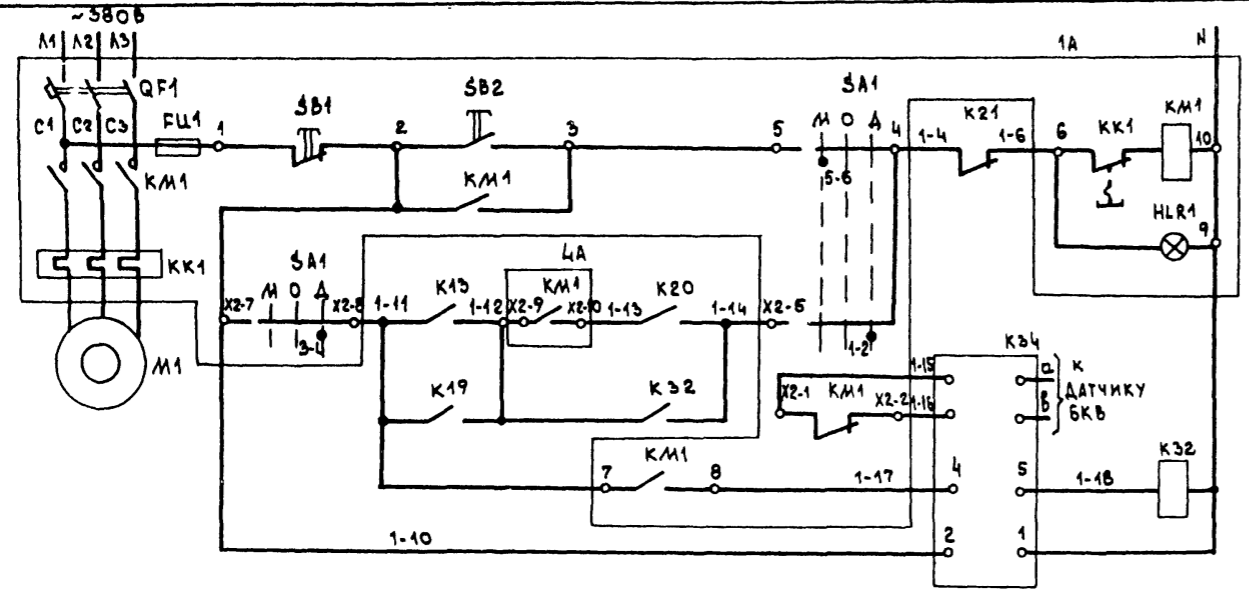 ~380В
Л1 Л2 Л3 N
1А
QF1
SB1 SB2 SA1
К21 КМ1
C1 C2 C3 FU1 1 2 3 5 М О А 4 1-4 1-6 6 КК1 10
5-6
КМ1 КМ1
HLR1
9
КК1
SA1 4А
М О А
Х2-7 Х2-8 1-11 К13 1-12 Х2-9 КМ1 Х2-10 1-13 К20 1-14 Х2-5
3-4 1-2
К34
М1
1-15 а К
К19 К32 Х2-1 КМ1 Х2-2 1-16 в ДАТЧИКУ
БКВ
КМ1 К32
7 8 1-17 4 5 1-18
1-10 2 1